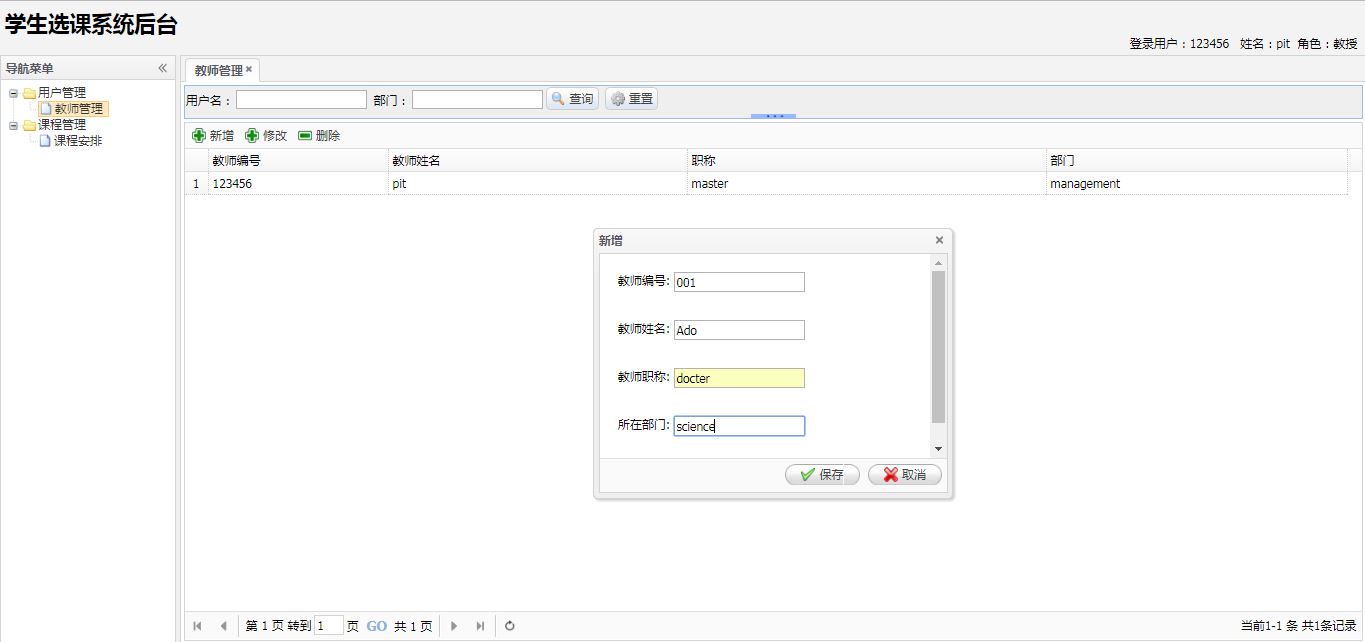 学生选课系统后台
登录用户：123456 姓名：pit 角色：教授
导航菜单
用户管理
教师管理
课程管理
课程安排
教师管理
用户名： 部门： 查询 重置
新增 修改 删除
教师编号 教师姓名 职称 部门
1 123456 pit master management
新增
教师编号: 001
教师姓名: Ado
教师职称: docter
所在部门: science
保存 取消
第 1 页 转到 1 页 GO 共 1 页
当前1-1 条 共1条记录